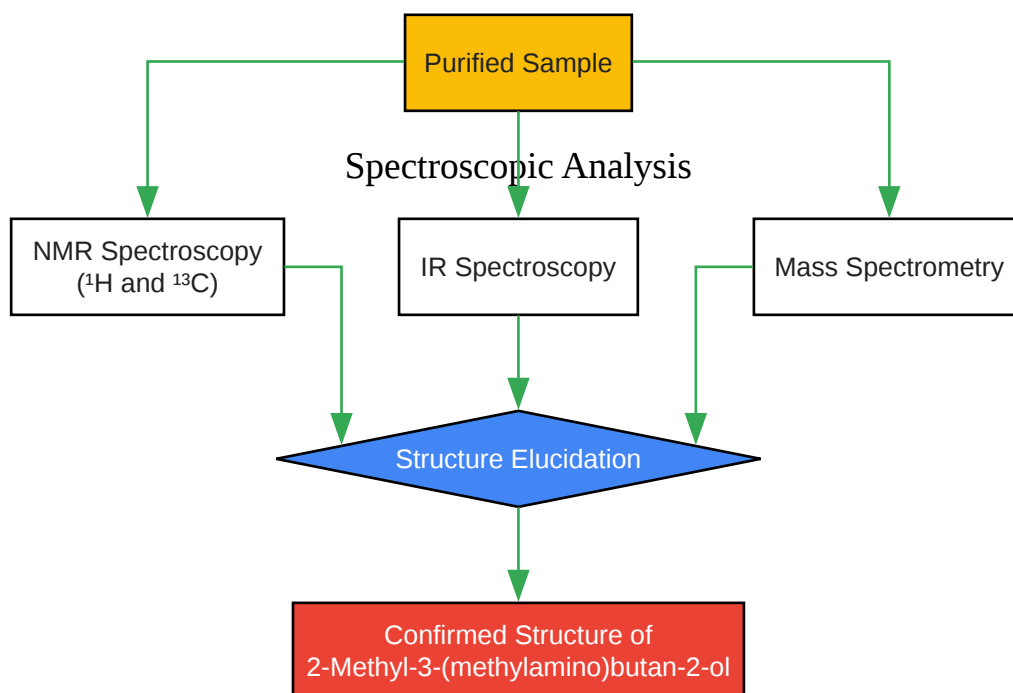 Purified Sample
Spectroscopic Analysis
NMR Spectroscopy
(¹H and ¹³C)
IR Spectroscopy
Mass Spectrometry
Structure Elucidation
Confirmed Structure of
2-Methyl-3-(methylamino)butan-2-ol